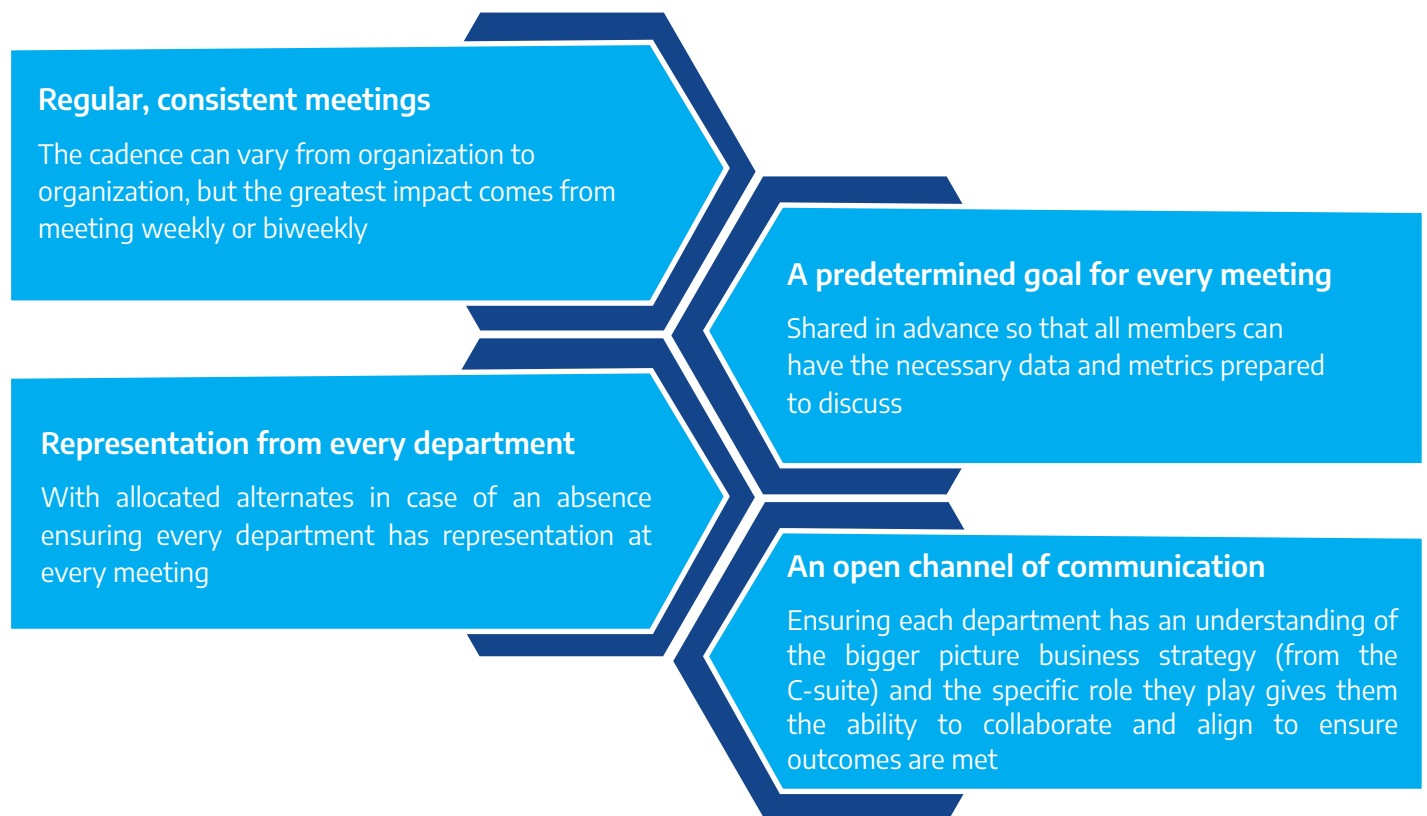 Regular, consistent meetings
The cadence can vary from organization to
organization, but the greatest impact comes from
meeting weekly or biweekly
A predetermined goal for every meeting
Shared in advance so that all members can
have the necessary data and metrics prepared
to discuss
Representation from every department
With allocated alternates in case of an absence
ensuring every department has representation at
every meeting
An open channel of communication
Ensuring each department has an understanding of
the bigger picture business strategy (from the
C-suite) and the specific role they play gives them
the ability to collaborate and align to ensure
outcomes are met